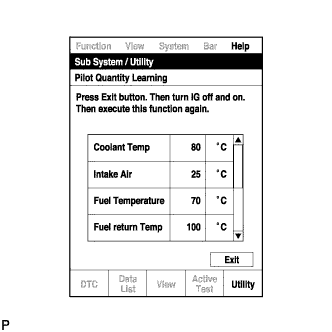 Function View System Bar Help
Sub System / Utility
Pilot Quantity Learning
Press Exit button. Then turn IG off and on.
Then execute this function again.
Coolant Temp 80 °C
Intake Air 25 °C
Fuel Temperature 70 °C
Fuel return Temp 100 °C
Exit
DTC Data List View Active Test Utility
P